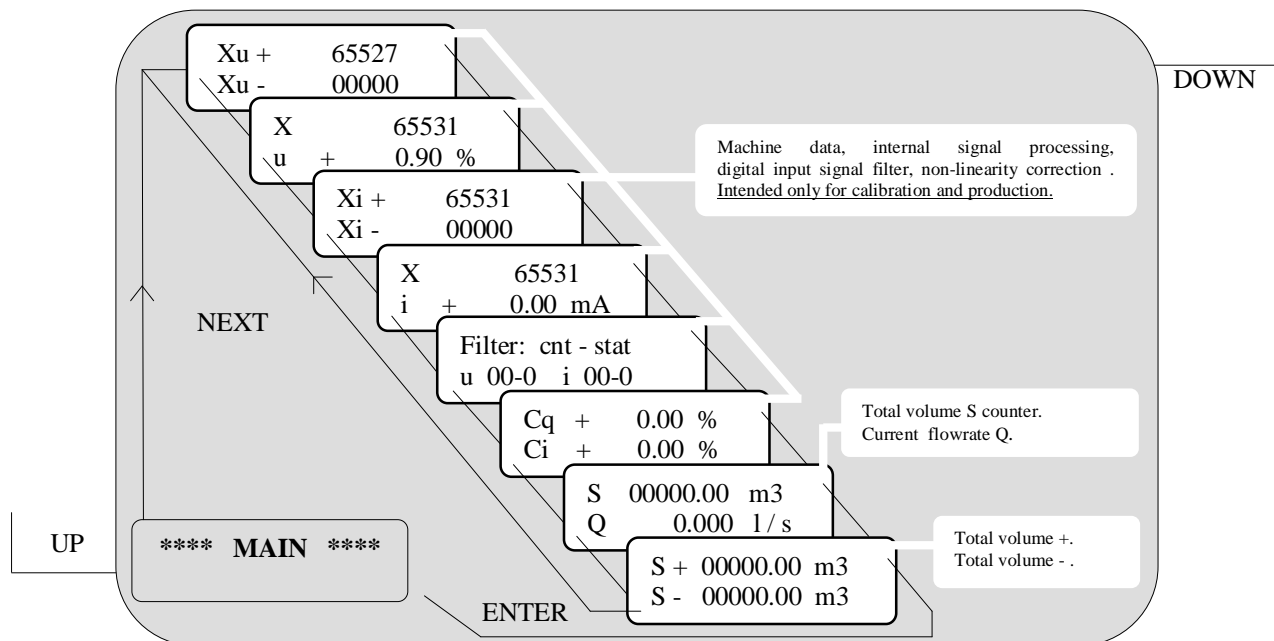 Xu + 65527
Xu - 00000
DOWN
X 65531
u + 0.90 %
Machine data, internal signal processing,
digital input signal filter, non-linearity correction .
Intended only for calibration and production.
Xi + 65531
Xi - 00000
X 65531
i + 0.00 mA
NEXT
Filter: cnt - stat
u 00-0 i 00-0
Cq + 0.00 %
Ci + 0.00 %
Total volume S counter.
Current flowrate Q.
S 00000.00 m3
Q 0.000 l / s
UP
**** MAIN ****
Total volume +.
Total volume - .
S + 00000.00 m3
S - 00000.00 m3
ENTER